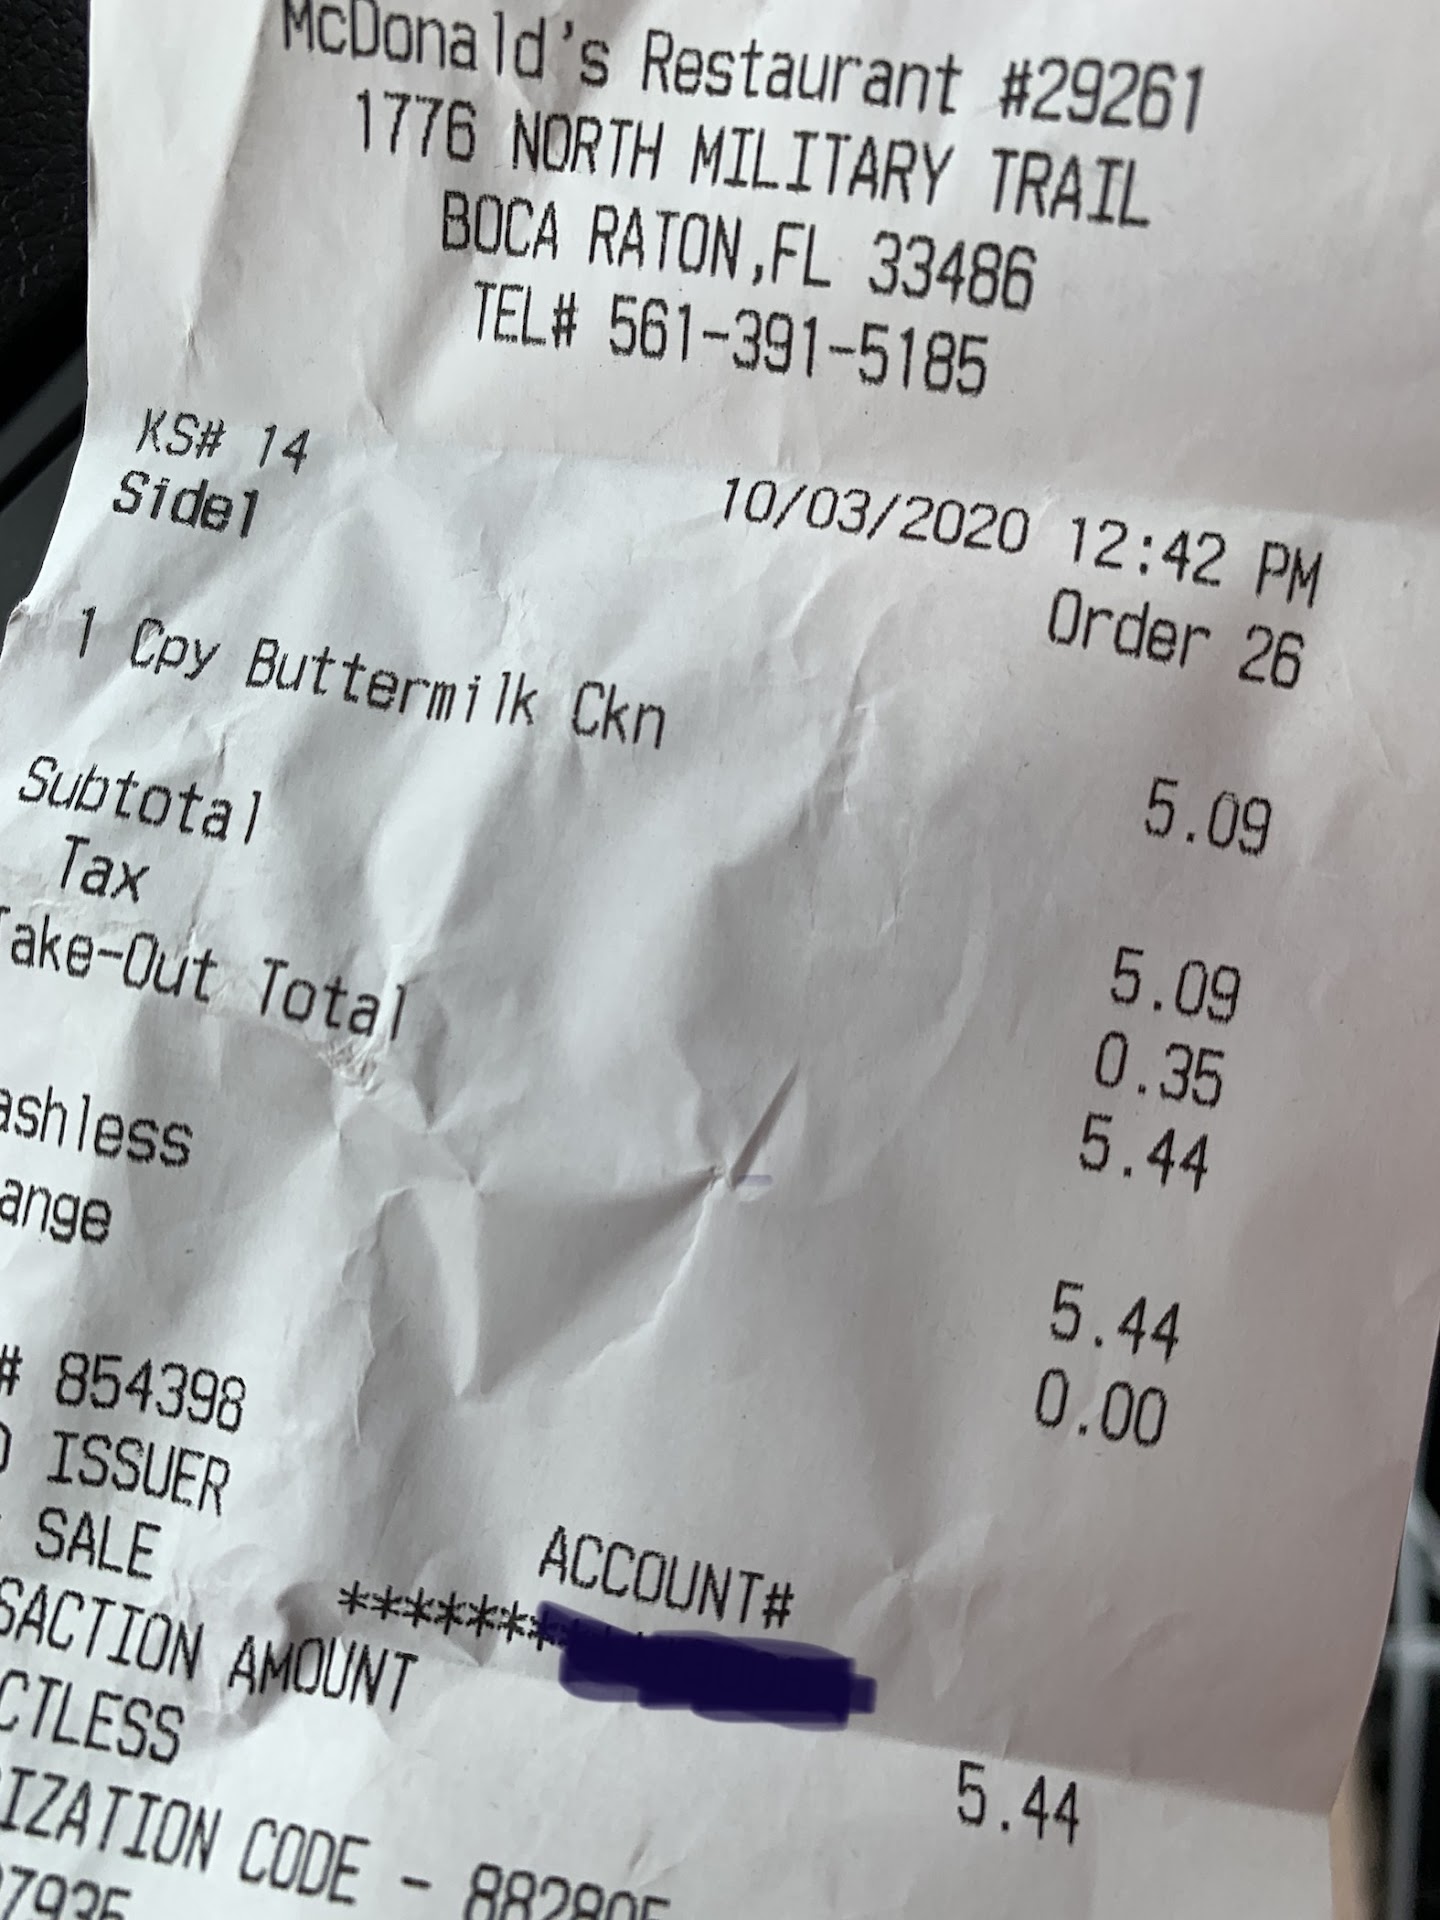 McDonald's Restaurant #29261
1776 NORTH MILITARY TRAIL
BOCA RATON,FL 33486
TEL# 561-391-5185
KS# 14 10/03/2020 12:42 PM
Side1 Order 26
1 Cpy Buttermilk Ckn 5.09
Subtotal 5.09
Tax 0.35
Take-Out Total 5.44
ashless 5.44
ange 0.00
# 854398
ISSUER ACCOUNT#
SALE *******
SACTION AMOUNT 5.44
CTLESS
IZATION CODE - 882805
7935